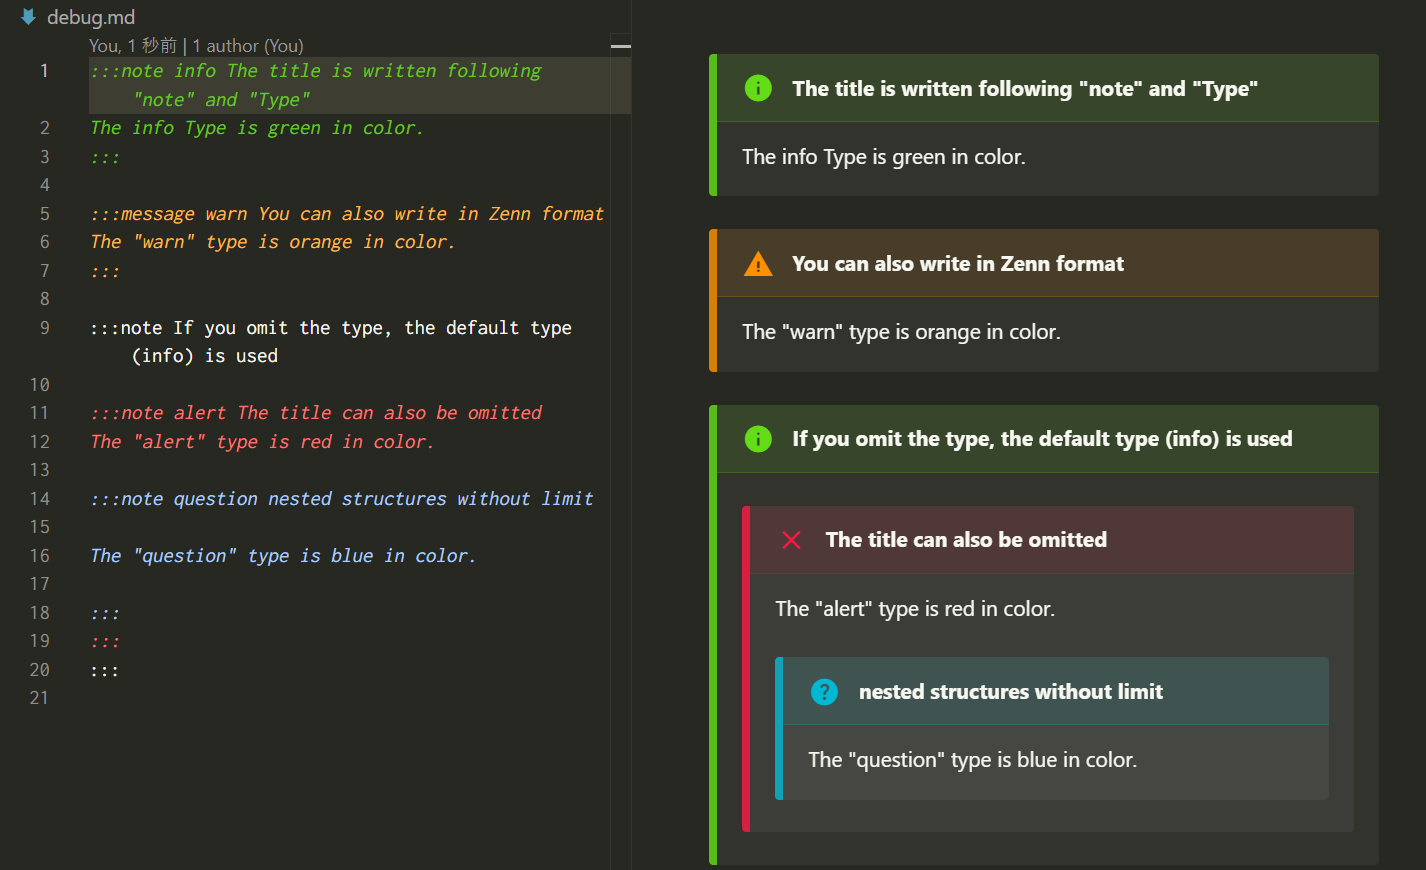 debug.md
You, 1 秒前 | 1 author (You)
1 :::note info The title is written following
"note" and "Type"
2 The info Type is green in color.
3 :::
4
5 :::message warn You can also write in Zenn format
6 The "warn" type is orange in color.
7 :::
8
9 :::note If you omit the type, the default type
(info) is used
10
11 :::note alert The title can also be omitted
12 The "alert" type is red in color.
13
14 :::note question nested structures without limit
15
16 The "question" type is blue in color.
17
18 :::
19 :::
20 :::
21
The title is written following "note" and "Type"
The info Type is green in color.
You can also write in Zenn format
The "warn" type is orange in color.
If you omit the type, the default type (info) is used
The title can also be omitted
The "alert" type is red in color.
nested structures without limit
The "question" type is blue in color.